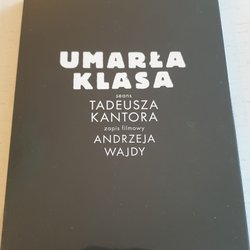 UMARŁA
KLASA
seans
TADEUSZA
KANTORA
zapis filmowy
ANDRZEJA
WAJDY